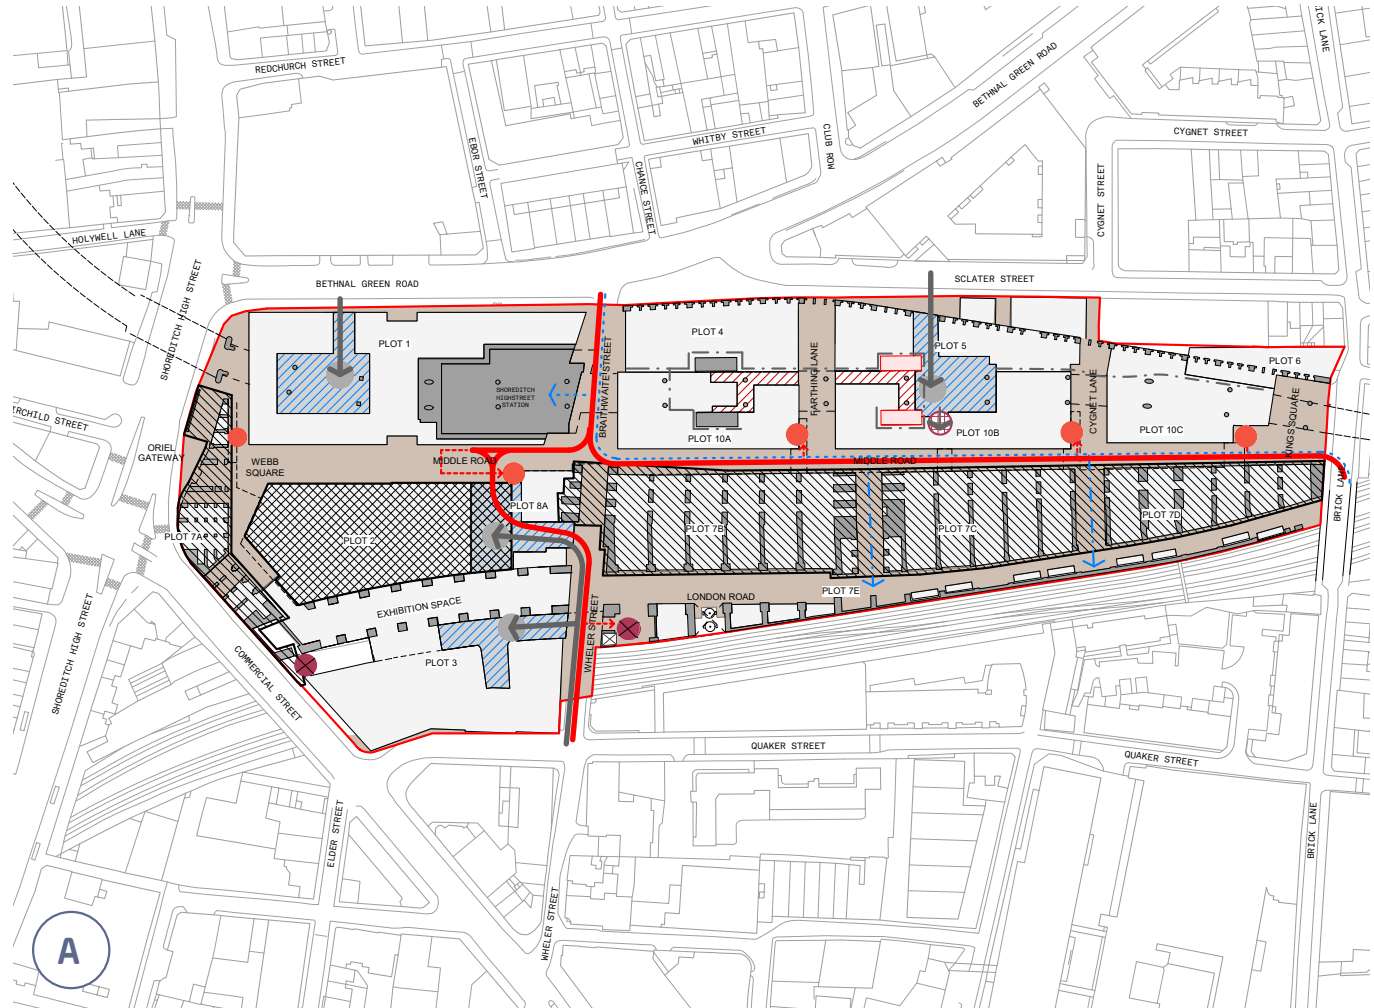 REDCHURCH STREET
EBOR STREET
WHITBY STREET
CHANCE STREET
CLUB ROW
BETHNAL GREEN ROAD
CYGNET STREET
CYGNET STREET
HOLYWELL LANE
SHOREDITCH HIGH STREET
BETHNAL GREEN ROAD
SCLATER STREET
PLOT 1
SHOREDITCH
HIGHSTREET
STATION
BRAITHWAITE STREET
PLOT 4
FARTHING LANE
PLOT 5
CYGNET LANE
PLOT 6
KINGS SQUARE
PLOT 10A
PLOT 10B
PLOT 10C
ORIEL
GATEWAY
WEBB
SQUARE
MIDDLE ROAD
MIDDLE ROAD
BRICK LANE
PLOT 7A
PLOT 2
PLOT 8A
PLOT 7B
PLOT 7C
PLOT 7D
PLOT 7E
EXHIBITION SPACE
LONDON ROAD
WHELER STREET
PLOT 3
COMMERCIAL STREET
SHOREDITCH HIGH STREET
QUAKER STREET
QUAKER STREET
ELDER STREET
WHELER STREET
BRICK LANE
A